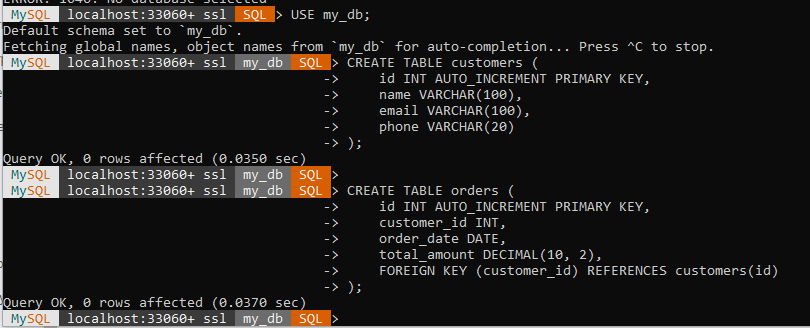 ERROR: 1046: No database selected
MySQL localhost:33060+ ssl SQL > USE my_db;
Default schema set to `my_db`.
Fetching global names, object names from `my_db` for auto-completion... Press ^C to stop.
MySQL localhost:33060+ ssl my_db SQL > CREATE TABLE customers (
-> id INT AUTO_INCREMENT PRIMARY KEY,
-> name VARCHAR(100),
-> email VARCHAR(100),
-> phone VARCHAR(20)
-> );
Query OK, 0 rows affected (0.0350 sec)
MySQL localhost:33060+ ssl my_db SQL >
MySQL localhost:33060+ ssl my_db SQL > CREATE TABLE orders (
-> id INT AUTO_INCREMENT PRIMARY KEY,
-> customer_id INT,
-> order_date DATE,
-> total_amount DECIMAL(10, 2),
-> FOREIGN KEY (customer_id) REFERENCES customers(id)
-> );
Query OK, 0 rows affected (0.0370 sec)
MySQL localhost:33060+ ssl my_db SQL >